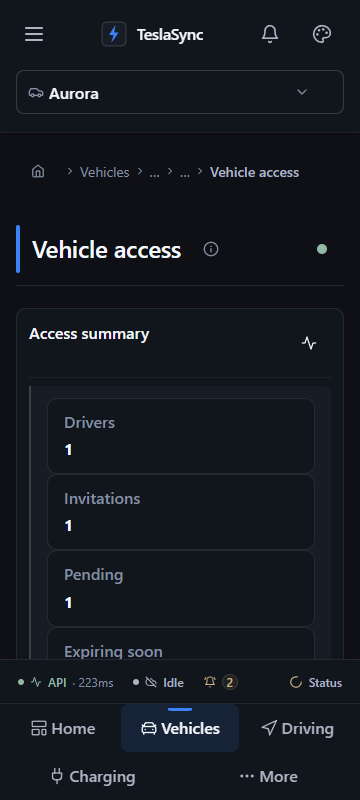 TeslaSync
Aurora
Vehicles > ... > ... > Vehicle access
Vehicle access
Access summary
Drivers
1
Invitations
1
Pending
1
Expiring soon
API · 223ms Idle 2 Status
Home Vehicles Driving
Charging ··· More